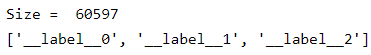 Size =  60597
['__label__0', '__label__1', '__label__2']